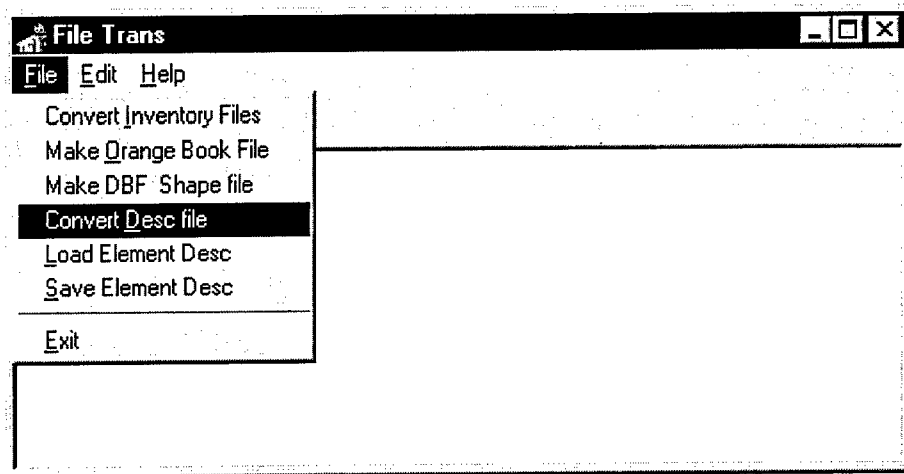 File Trans
File Edit Help
Convert Inventory Files
Make Orange Book File
Make DBF Shape file
Convert Desc file
Load Element Desc
Save Element Desc
Exit